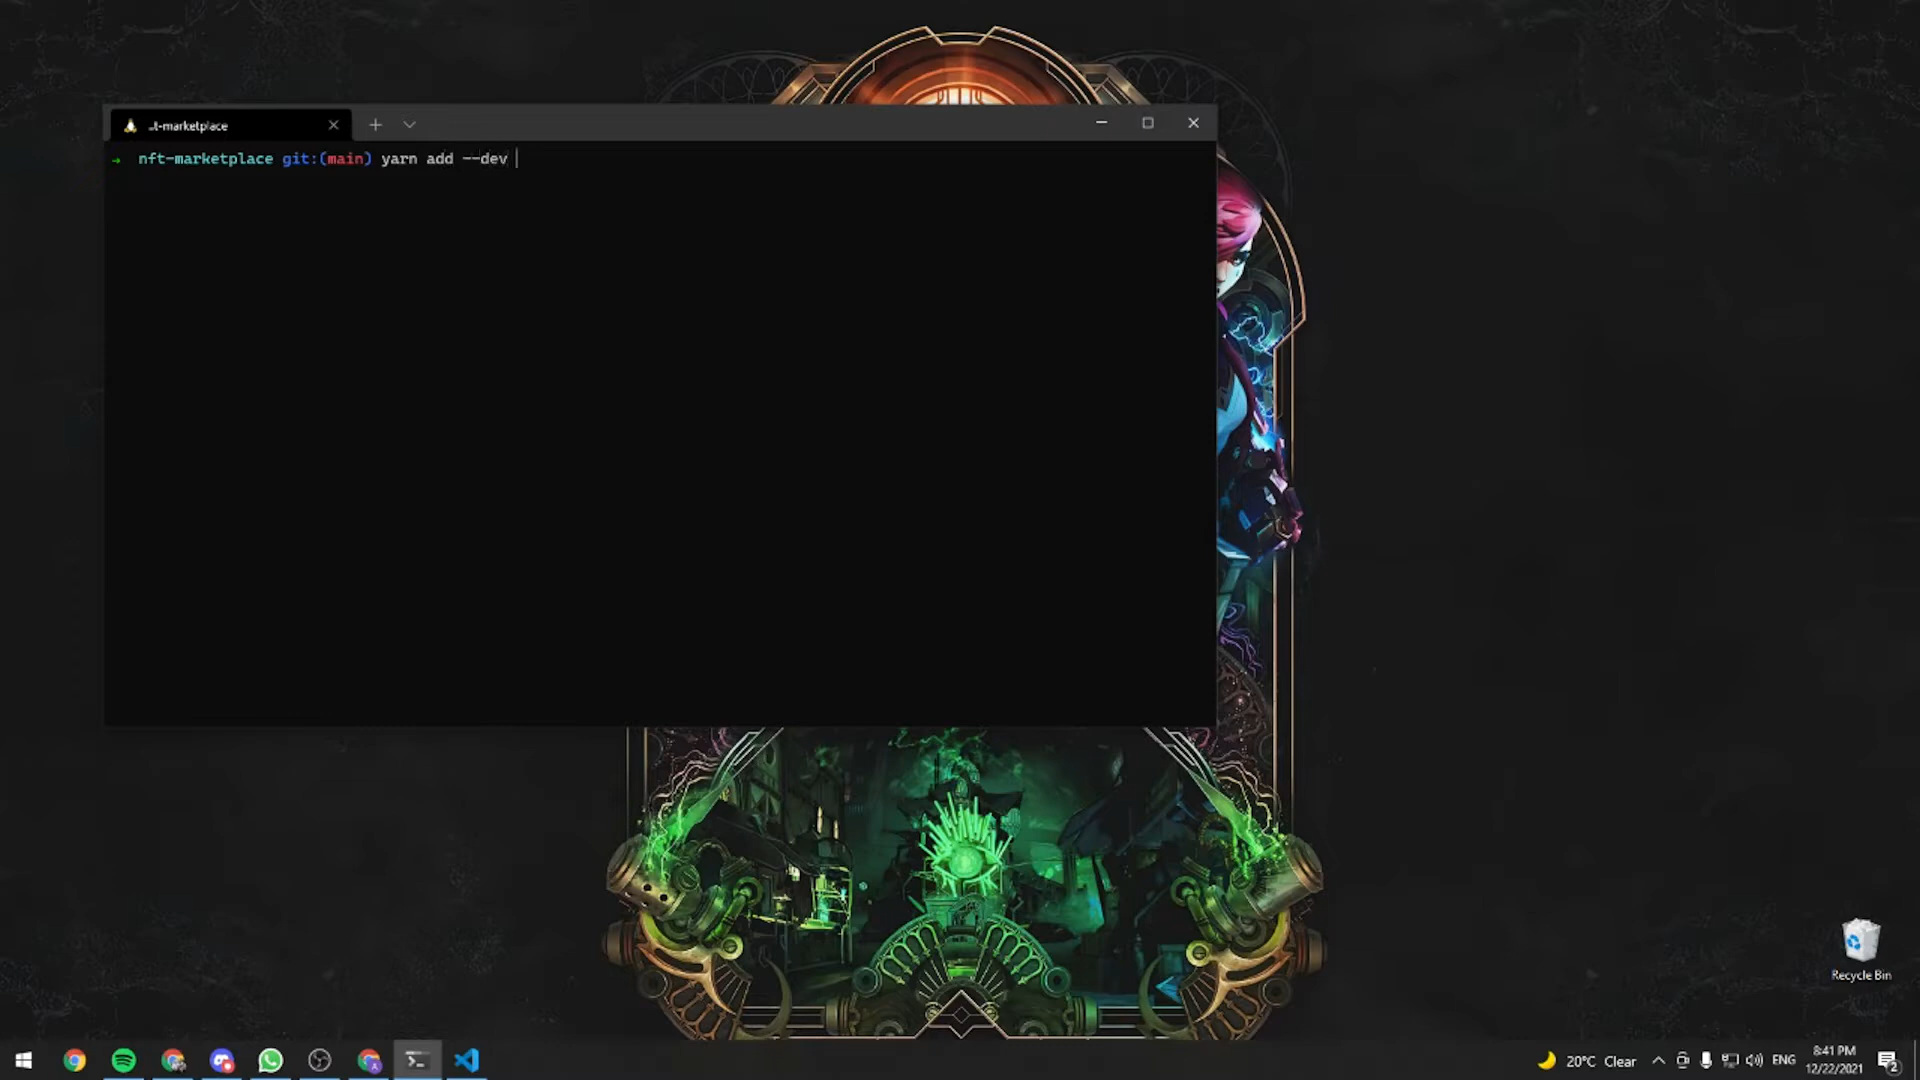 ..t-marketplace
→ nft-marketplace git:(main) yarn add --dev
Recycle Bin
20°C Clear
ENG
8:41 PM
12/22/2021
2